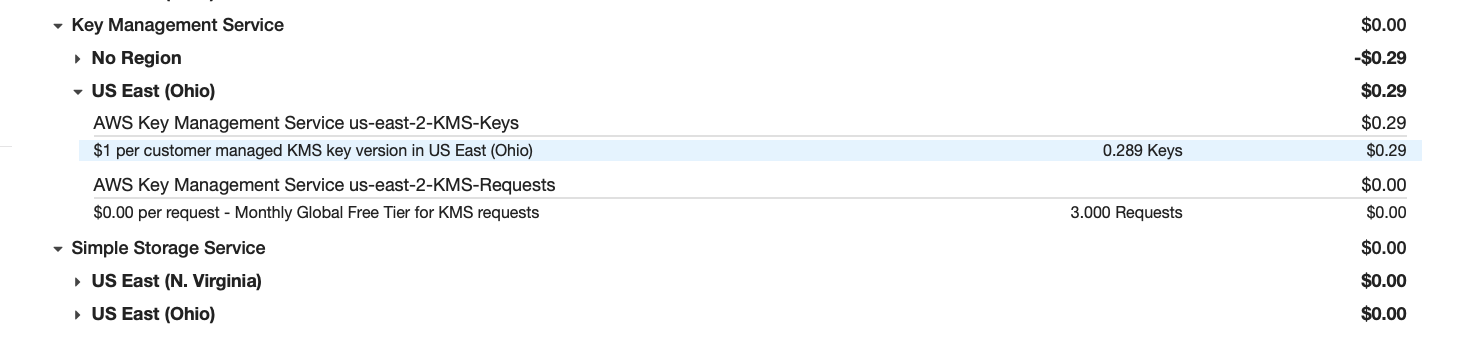 Key Management Service $0.00
No Region -$0.29
US East (Ohio) $0.29
AWS Key Management Service us-east-2-KMS-Keys $0.29
$1 per customer managed KMS key version in US East (Ohio) 0.289 Keys $0.29
AWS Key Management Service us-east-2-KMS-Requests $0.00
$0.00 per request - Monthly Global Free Tier for KMS requests 3.000 Requests $0.00
Simple Storage Service $0.00
US East (N. Virginia) $0.00
US East (Ohio) $0.00